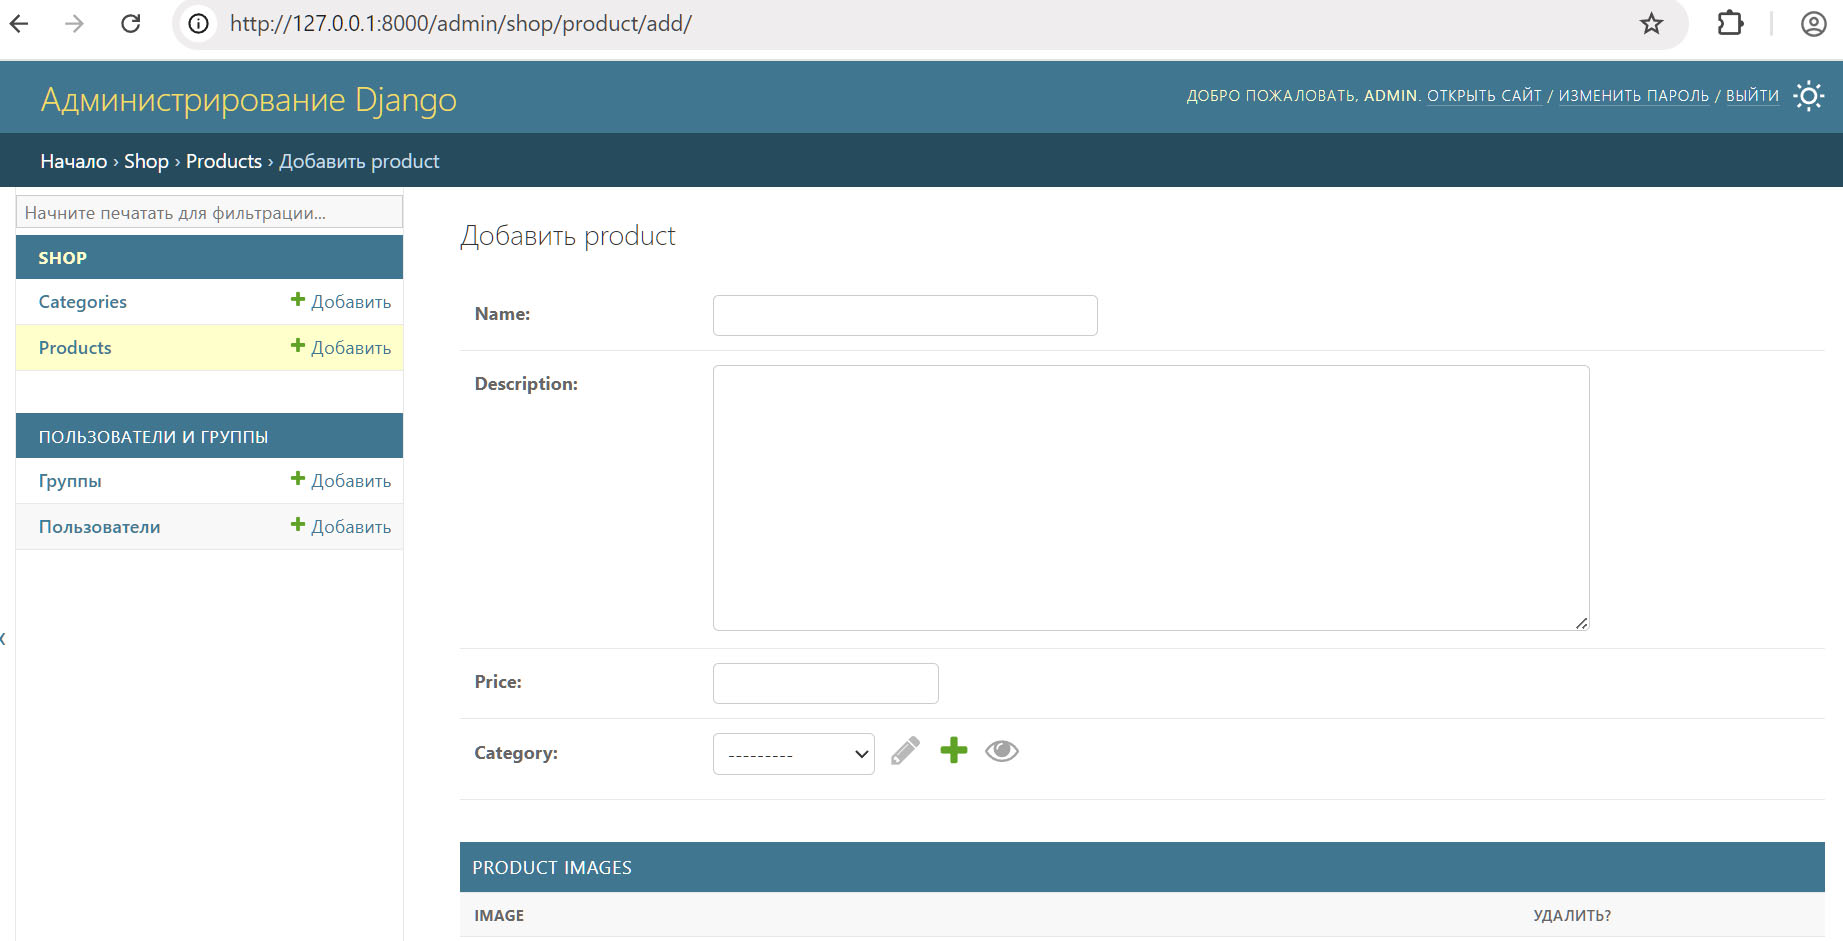 http://127.0.0.1:8000/admin/shop/product/add/
Администрирование Django
ДОБРО ПОЖАЛОВАТЬ, ADMIN. ОТКРЫТЬ САЙТ / ИЗМЕНИТЬ ПАРОЛЬ / ВЫЙТИ
Начало › Shop › Products › Добавить product
Начните печатать для фильтрации...
SHOP
Categories
Добавить
Products
Добавить
ПОЛЬЗОВАТЕЛИ И ГРУППЫ
Группы
Добавить
Пользователи
Добавить
Добавить product
Name:
Description:
Price:
Category:
---------
PRODUCT IMAGES
IMAGE
УДАЛИТЬ?